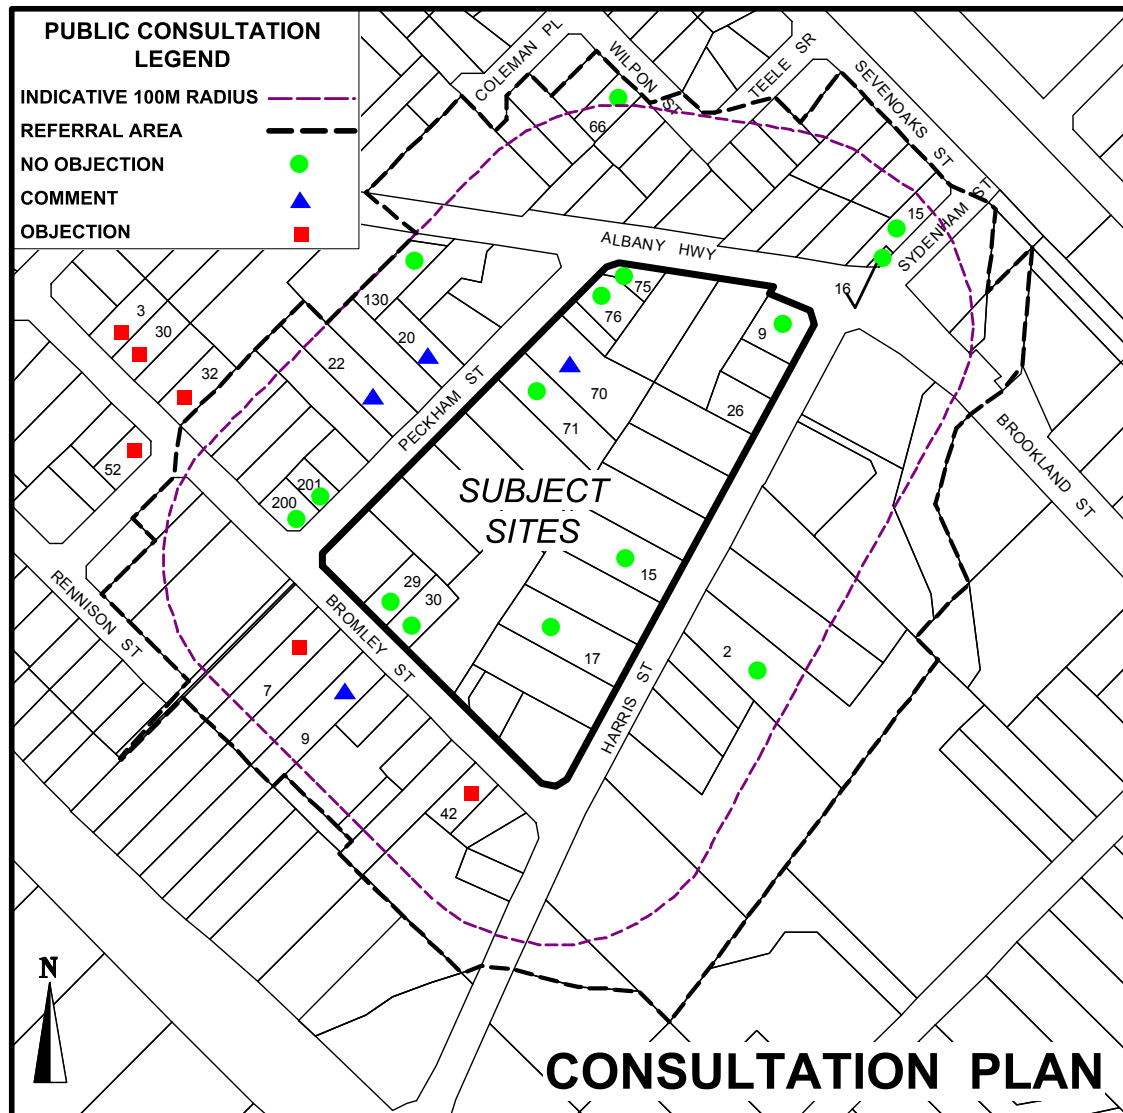 PUBLIC CONSULTATION
LEGEND
INDICATIVE 100M RADIUS
REFERRAL AREA
NO OBJECTION
COMMENT
OBJECTION
COLEMAN PL
WILPON ST
TEELE SR
SEVENOAKS ST
66
15
SYDENHAM ST
ALBANY HWY
16
130
75
76
9
3
30
20
22
32
PECKHAM ST
70
26
71
BROOKLAND ST
52
201
200
SUBJECT
SITES
15
29
30
RENNISON ST
BROMLEY ST
17
2
7
9
HARRIS ST
42
N
CONSULTATION PLAN